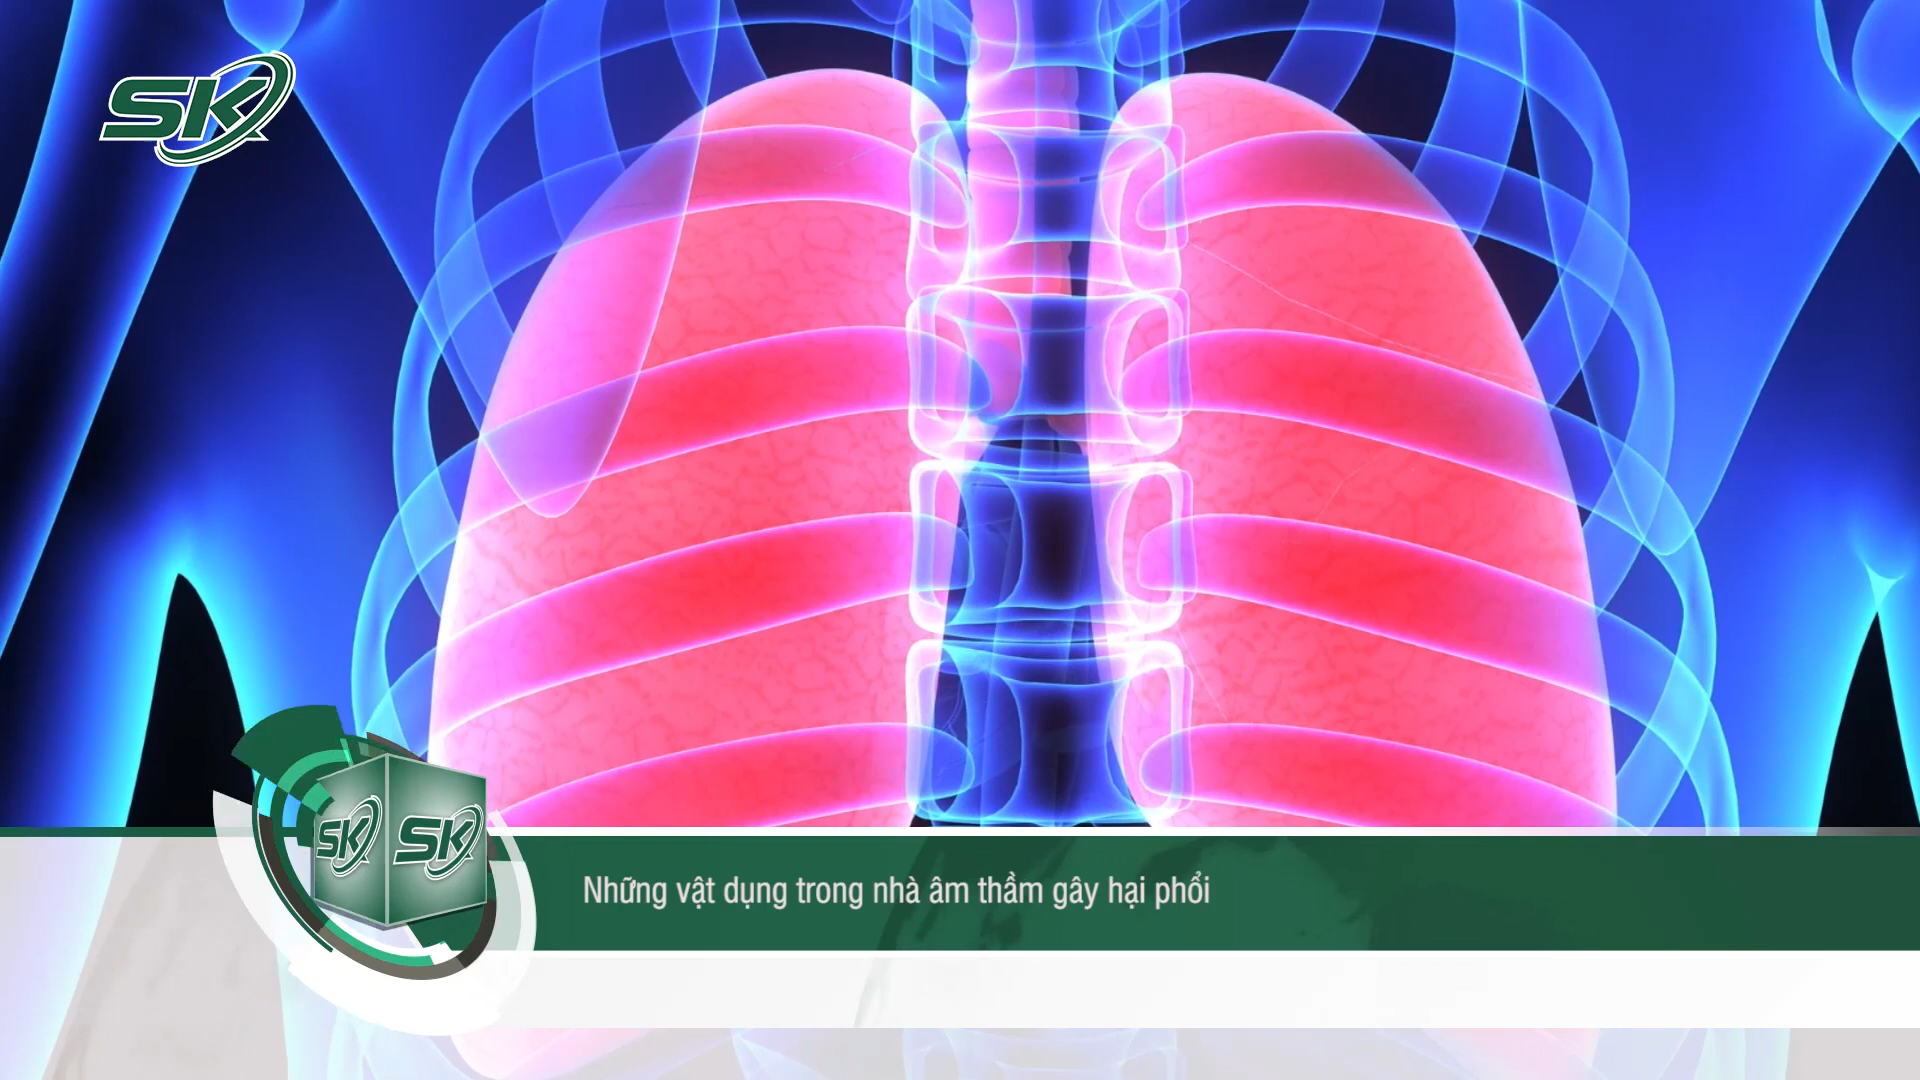 SK
SK SK
Những vật dụng trong nhà âm thầm gây hại phổi